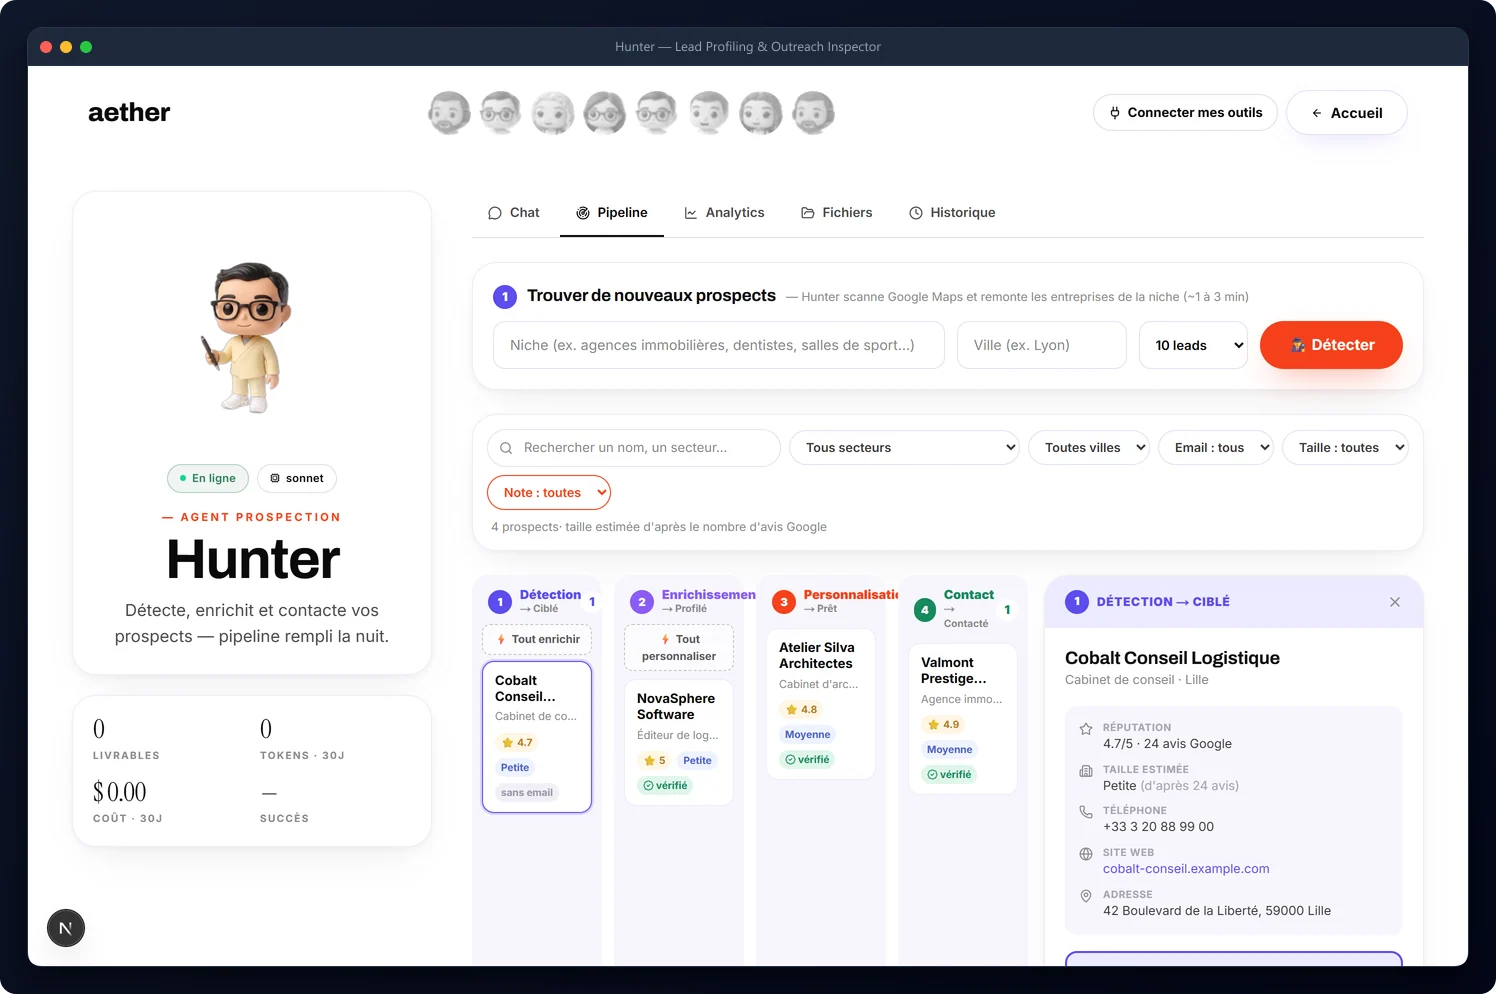 Hunter — Lead Profiling & Outreach Inspector
aether
Connecter mes outils
← Accueil
Chat
Pipeline
Analytics
Fichiers
Historique
1 Trouver de nouveaux prospects — Hunter scanne Google Maps et remonte les entreprises de la niche (~1 à 3 min)
Niche (ex. agences immobilières, dentistes, salles de sport...)
Ville (ex. Lyon)
10 leads
Détecter
Rechercher un nom, un secteur...
Tous secteurs
Toutes villes
Email : tous
Taille : toutes
Note : toutes
4 prospects· taille estimée d'après le nombre d'avis Google
En ligne
sonnet
— AGENT PROSPECTION
Hunter
Détecte, enrichit et contacte vos
prospects — pipeline rempli la nuit.
0
LIVRABLES
0
TOKENS · 30J
$0.00
COÛT · 30J
—
SUCCÈS
N
1 Détection 1
→ Ciblé
Tout enrichir
Cobalt
Conseil...
Cabinet de co...
4.7
Petite
sans email
2 Enrichissemen
→ Profilé
Tout
personnaliser
NovaSphere
Software
Éditeur de log...
5 Petite
vérifié
3 Personnalisatio
→ Prêt
Atelier Silva
Architectes
Cabinet d'arc...
4.8
Moyenne
vérifié
4 Contact 1
→
Contacté
Valmont
Prestige...
Agence immo...
4.9
Moyenne
vérifié
1 DÉTECTION → CIBLÉ
Cobalt Conseil Logistique
Cabinet de conseil · Lille
RÉPUTATION
4.7/5 · 24 avis Google
TAILLE ESTIMÉE
Petite (d'après 24 avis)
TÉLÉPHONE
+33 3 20 88 99 00
SITE WEB
cobalt-conseil.example.com
ADRESSE
42 Boulevard de la Liberté, 59000 Lille